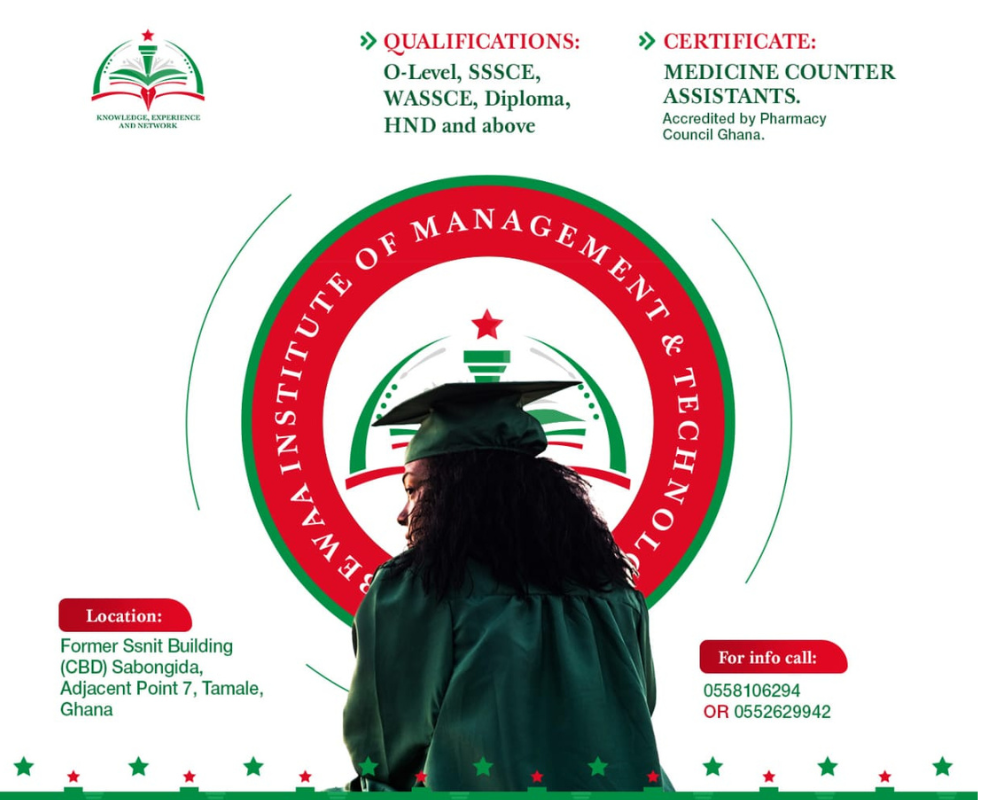 KNOWLEDGE, EXPERIENCE
AND NETWORK
QUALIFICATIONS:
O-Level, SSSCE,
WASSCE, Diploma,
HND and above
CERTIFICATE:
MEDICINE COUNTER
ASSISTANTS.
Accredited by Pharmacy
Council Ghana.
INSTITUTE OF MANAGEMENT & TECHNOLO
Location:
Former Ssnit Building
(CBD) Sabongida,
Adjacent Point 7, Tamale,
Ghana
For info call:
0558106294
OR 0552629942